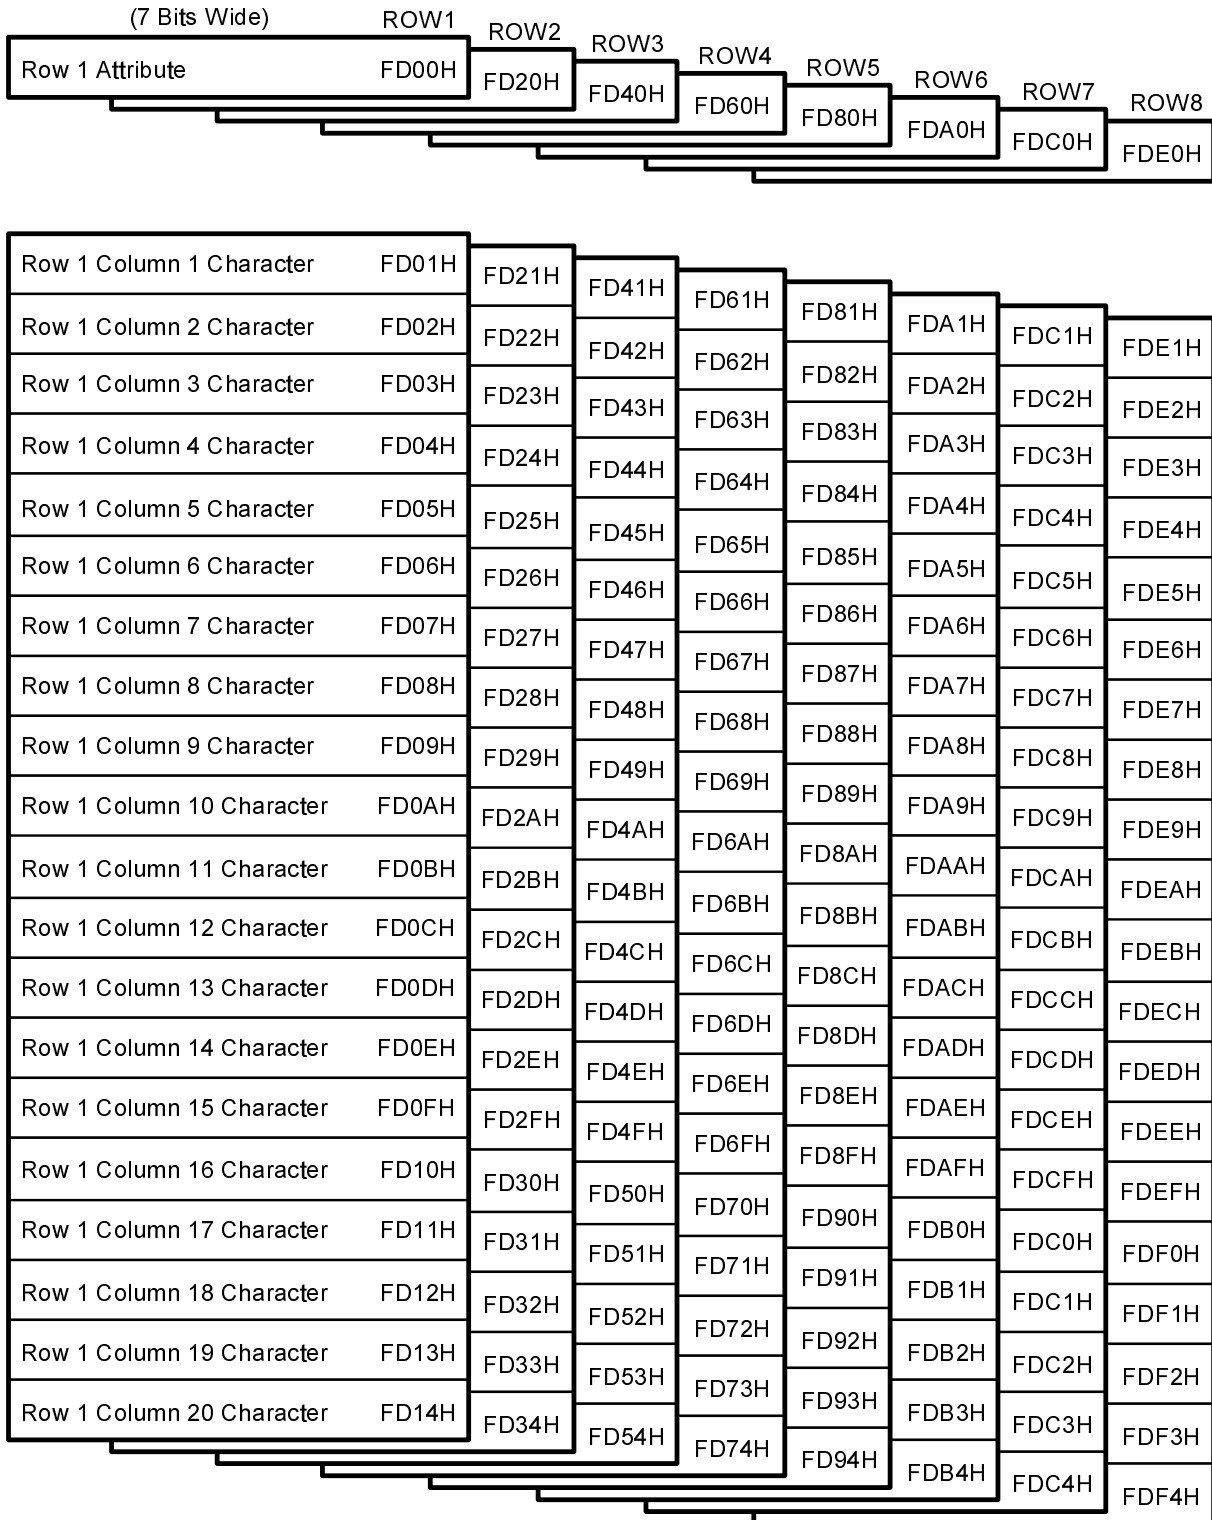 (7 Bits Wide) ROW1 ROW2 ROW3 ROW4 ROW5 ROW6 ROW7 ROW8
Row 1 Attribute FD00H FD20H FD40H FD60H FD80H FDA0H FDC0H FDE0H
Row 1 Column 1 Character FD01H FD21H FD41H FD61H FD81H FDA1H FDC1H FDE1H
Row 1 Column 2 Character FD02H FD22H FD42H FD62H FD82H FDA2H FDC2H FDE2H
Row 1 Column 3 Character FD03H FD23H FD43H FD63H FD83H FDA3H FDC3H FDE3H
Row 1 Column 4 Character FD04H FD24H FD44H FD64H FD84H FDA4H FDC4H FDE4H
Row 1 Column 5 Character FD05H FD25H FD45H FD65H FD85H FDA5H FDC5H FDE5H
Row 1 Column 6 Character FD06H FD26H FD46H FD66H FD86H FDA6H FDC6H FDE6H
Row 1 Column 7 Character FD07H FD27H FD47H FD67H FD87H FDA7H FDC7H FDE7H
Row 1 Column 8 Character FD08H FD28H FD48H FD68H FD88H FDA8H FDC8H FDE8H
Row 1 Column 9 Character FD09H FD29H FD49H FD69H FD89H FDA9H FDC9H FDE9H
Row 1 Column 10 Character FD0AH FD2AH FD4AH FD6AH FD8AH FDAAH FDCAH FDEAH
Row 1 Column 11 Character FD0BH FD2BH FD4BH FD6BH FD8BH FDABH FDCBH FDEBH
Row 1 Column 12 Character FD0CH FD2CH FD4CH FD6CH FD8CH FDACH FDCCH FDECH
Row 1 Column 13 Character FD0DH FD2DH FD4DH FD6DH FD8DH FDADH FDCDH FDEDH
Row 1 Column 14 Character FD0EH FD2EH FD4EH FD6EH FD8EH FDAEH FDCEH FDEEH
Row 1 Column 15 Character FD0FH FD2FH FD4FH FD6FH FD8FH FDAFH FDCFH FDEFH
Row 1 Column 16 Character FD10H FD30H FD50H FD70H FD90H FDB0H FDC0H FDF0H
Row 1 Column 17 Character FD11H FD31H FD51H FD71H FD91H FDB1H FDC1H FDF1H
Row 1 Column 18 Character FD12H FD32H FD52H FD72H FD92H FDB2H FDC2H FDF2H
Row 1 Column 19 Character FD13H FD33H FD53H FD73H FD93H FDB3H FDC3H FDF3H
Row 1 Column 20 Character FD14H FD34H FD54H FD74H FD94H FDB4H FDC4H FDF4H